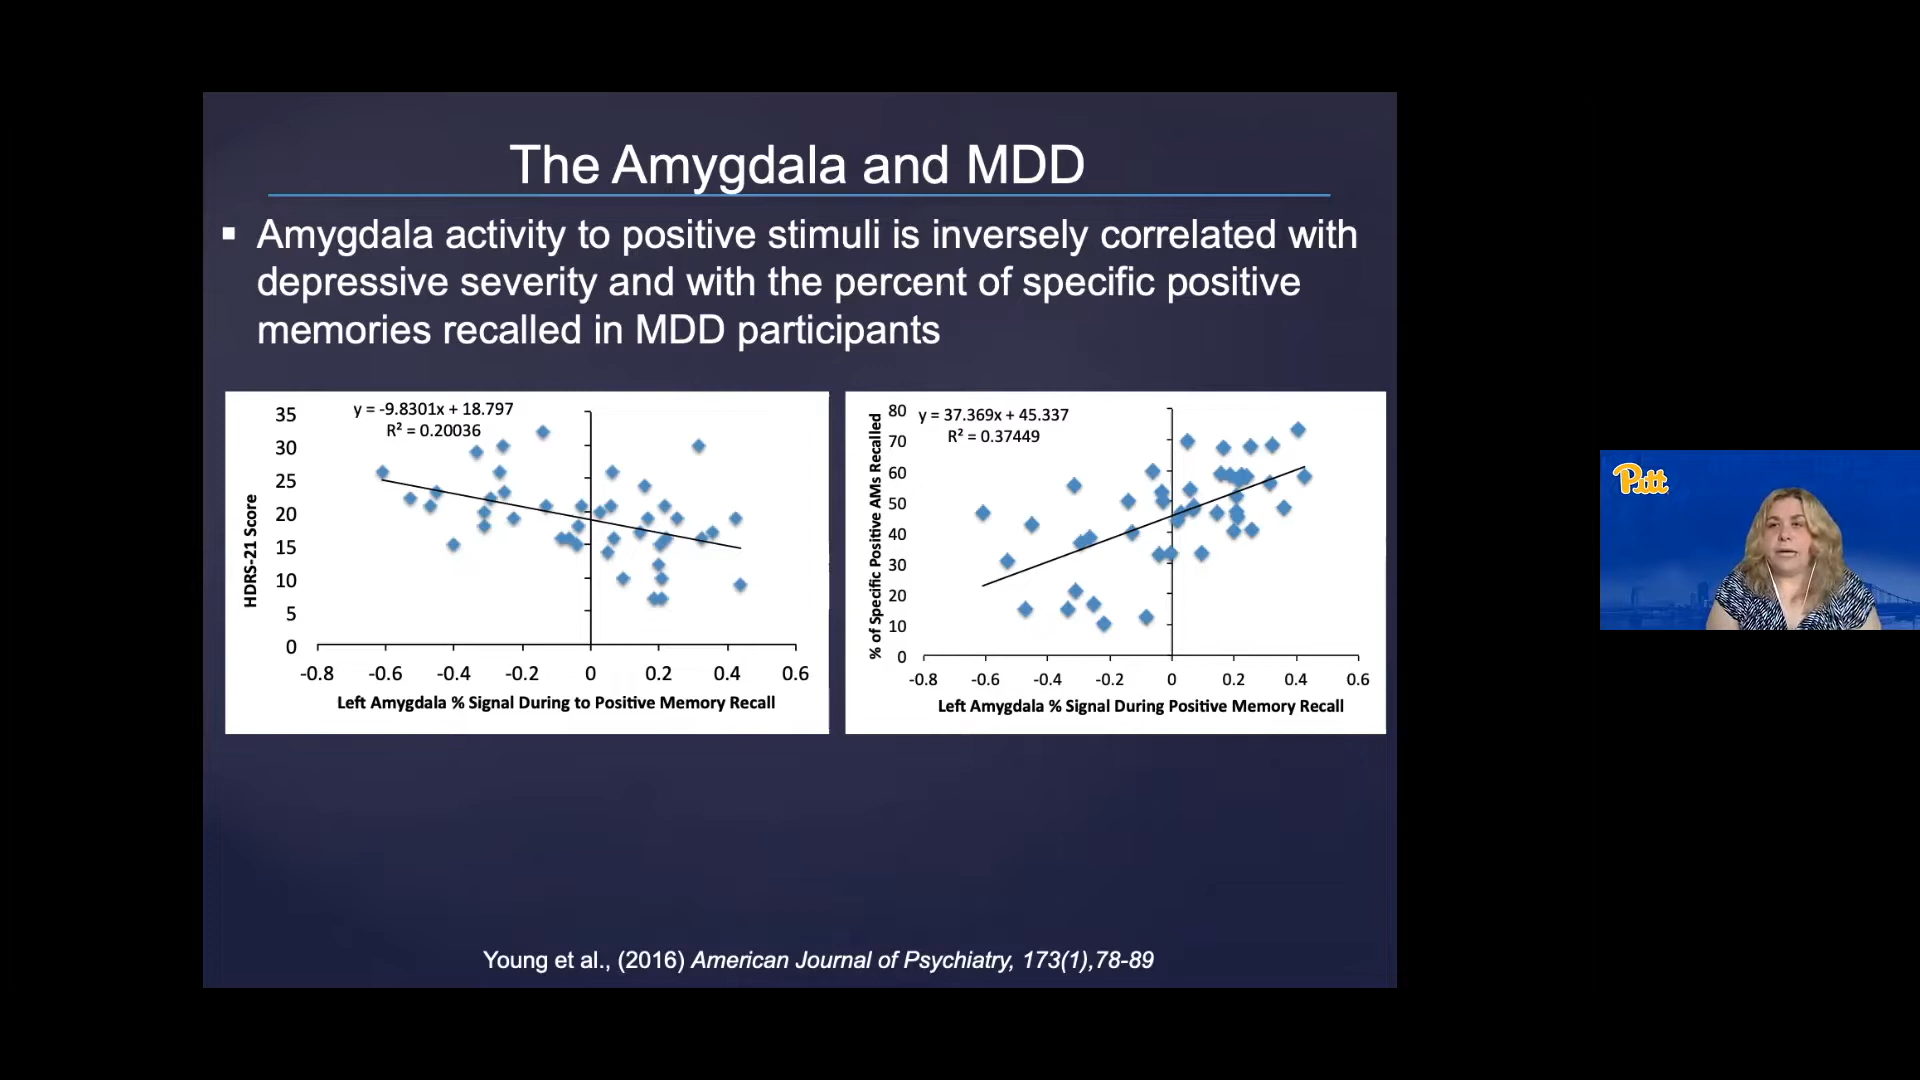 The Amygdala and MDD
▪ Amygdala activity to positive stimuli is inversely correlated with
depressive severity and with the percent of specific positive
memories recalled in MDD participants
y = -9.8301x + 18.797
R² = 0.20036
HDRS-21 Score
35
30
25
20
15
10
5
0
-0.8 -0.6 -0.4 -0.2 0 0.2 0.4 0.6
Left Amygdala % Signal During to Positive Memory Recall
y = 37.369x + 45.337
R² = 0.37449
% of Specific Positive AMs Recalled
80
70
60
50
40
30
20
10
0
-0.8 -0.6 -0.4 -0.2 0 0.2 0.4 0.6
Left Amygdala % Signal During Positive Memory Recall
Pitt
Young et al., (2016) American Journal of Psychiatry, 173(1),78-89